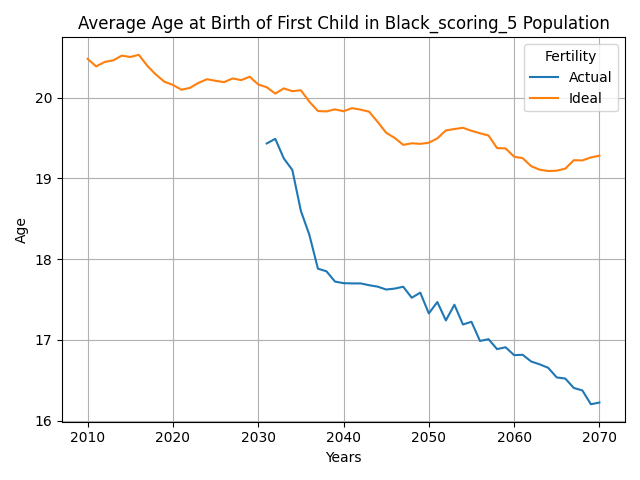 Average Age at Birth of First Child in Black_scoring_5 Population
Fertility
Actual
Ideal
Age
20
19
18
17
16
2010 2020 2030 2040 2050 2060 2070
Years